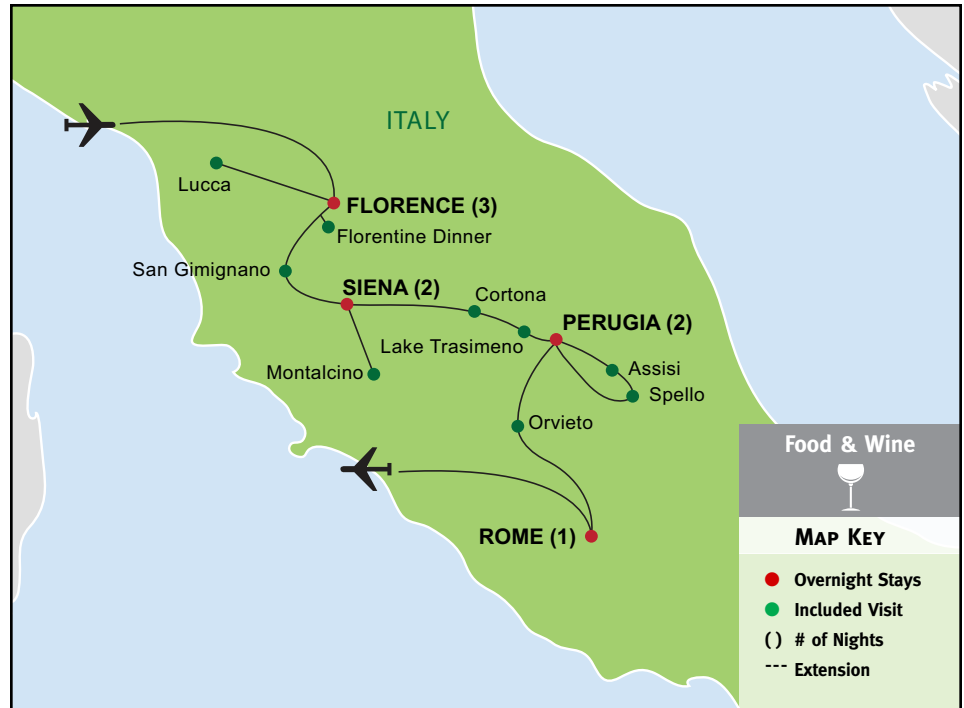 ITALY
Lucca
FLORENCE (3)
Florentine Dinner
San Gimignano
SIENA (2)
Cortona
PERUGIA (2)
Lake Trasimeno
Assisi
Montalcino
Spello
Orvieto
ROME (1)
Food & Wine
MAP KEY
Overnight Stays
Included Visit
( ) # of Nights
--- Extension